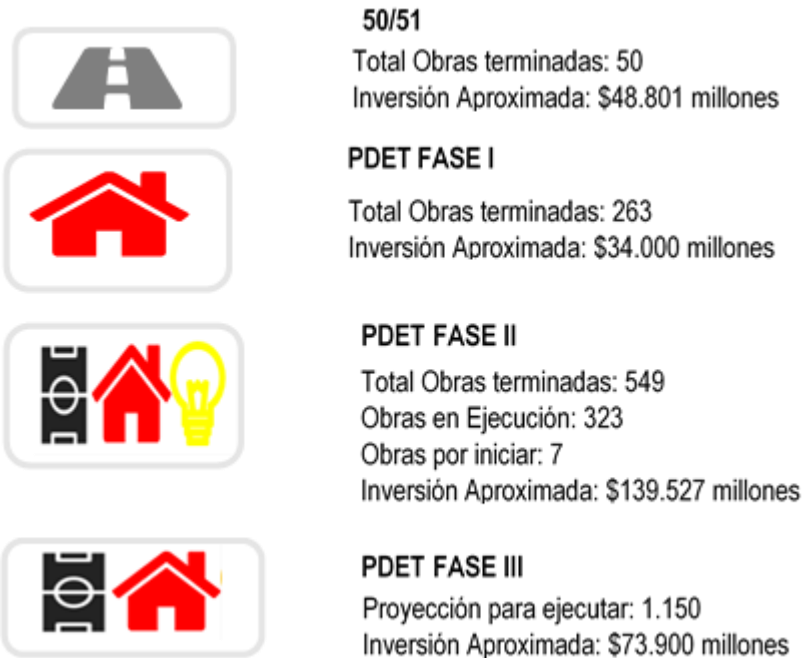 50/51
Total Obras terminadas: 50
Inversión Aproximada: $48.801 millones
PDET FASE I
Total Obras terminadas: 263
Inversión Aproximada: $34.000 millones
PDET FASE II
Total Obras terminadas: 549
Obras en Ejecución: 323
Obras por iniciar: 7
Inversión Aproximada: $139.527 millones
PDET FASE III
Proyección para ejecutar: 1.150
Inversión Aproximada: $73.900 millones